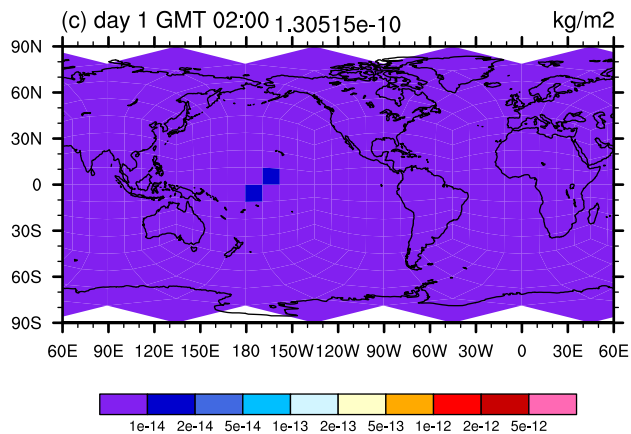 (c) day 1 GMT 02:00 1.30515e-10 kg/m2
90N
60N
30N
0
30S
60S
90S
60E 90E 120E 150E 180 150W 120W 90W 60W 30W 0 30E 60E
1e-14 2e-14 5e-14 1e-13 2e-13 5e-13 1e-12 2e-12 5e-12